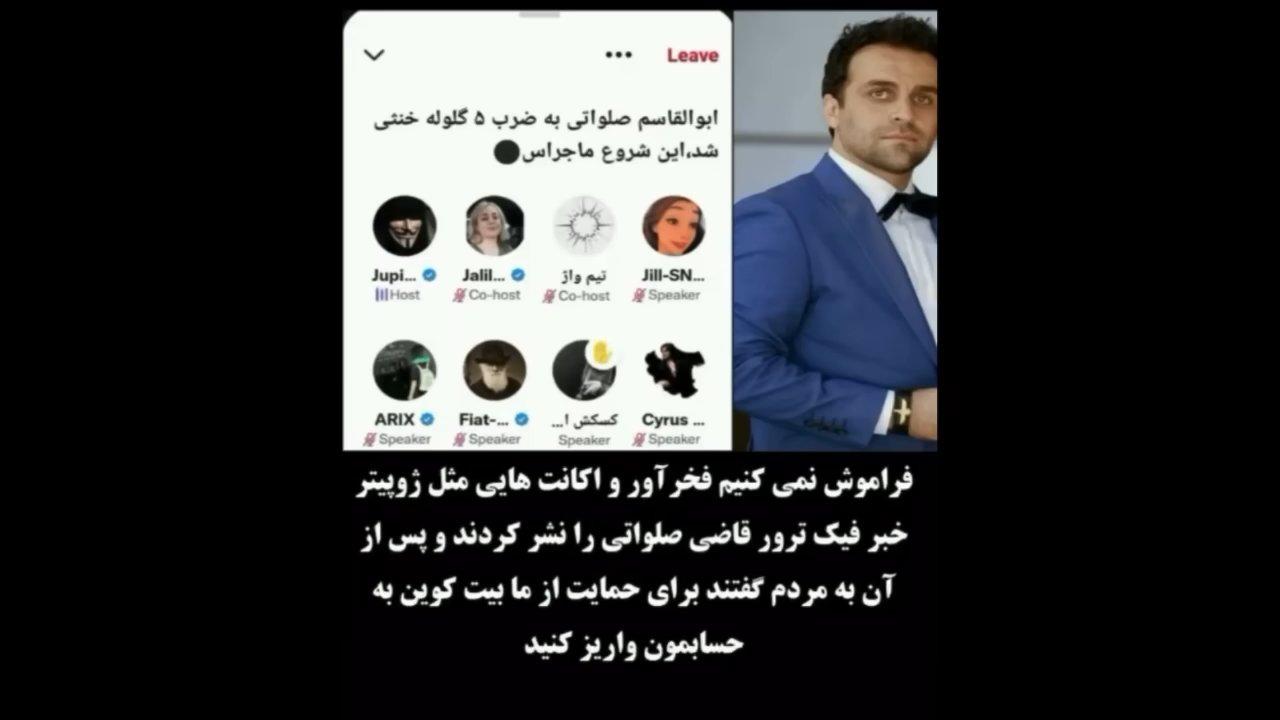 Leave
ابوالقاسم صلواتی به ضرب ۵ گلوله خنثی
شد،این شروع ماجراس
Jupi... Jalil... تیم واژ Jill-SN...
Host Co-host Co-host Speaker
ARIX Fiat-... کسکش ا... Cyrus ...
Speaker Speaker Speaker Speaker
فراموش نمی کنیم فخرآور و اکانت هایی مثل ژوپیتر
خبر فیک ترور قاضی صلواتی را نشر کردند و پس از
آن به مردم گفتند برای حمایت از ما بیت کوین به
حسابمون واریز کنید